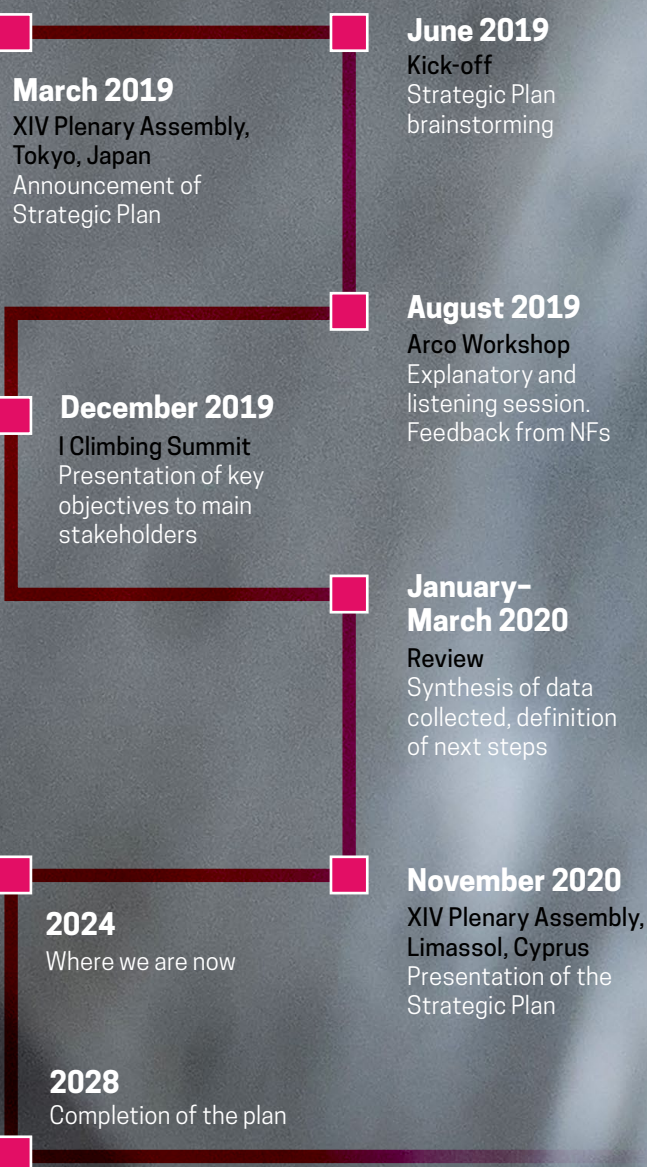 March 2019
XIV Plenary Assembly,
Tokyo, Japan
Announcement of
Strategic Plan
June 2019
Kick-off
Strategic Plan
brainstorming
August 2019
Arco Workshop
Explanatory and
listening session.
Feedback from NFs
December 2019
I Climbing Summit
Presentation of key
objectives to main
stakeholders
January–
March 2020
Review
Synthesis of data
collected, definition
of next steps
November 2020
XIV Plenary Assembly,
Limassol, Cyprus
Presentation of the
Strategic Plan
2024
Where we are now
2028
Completion of the plan